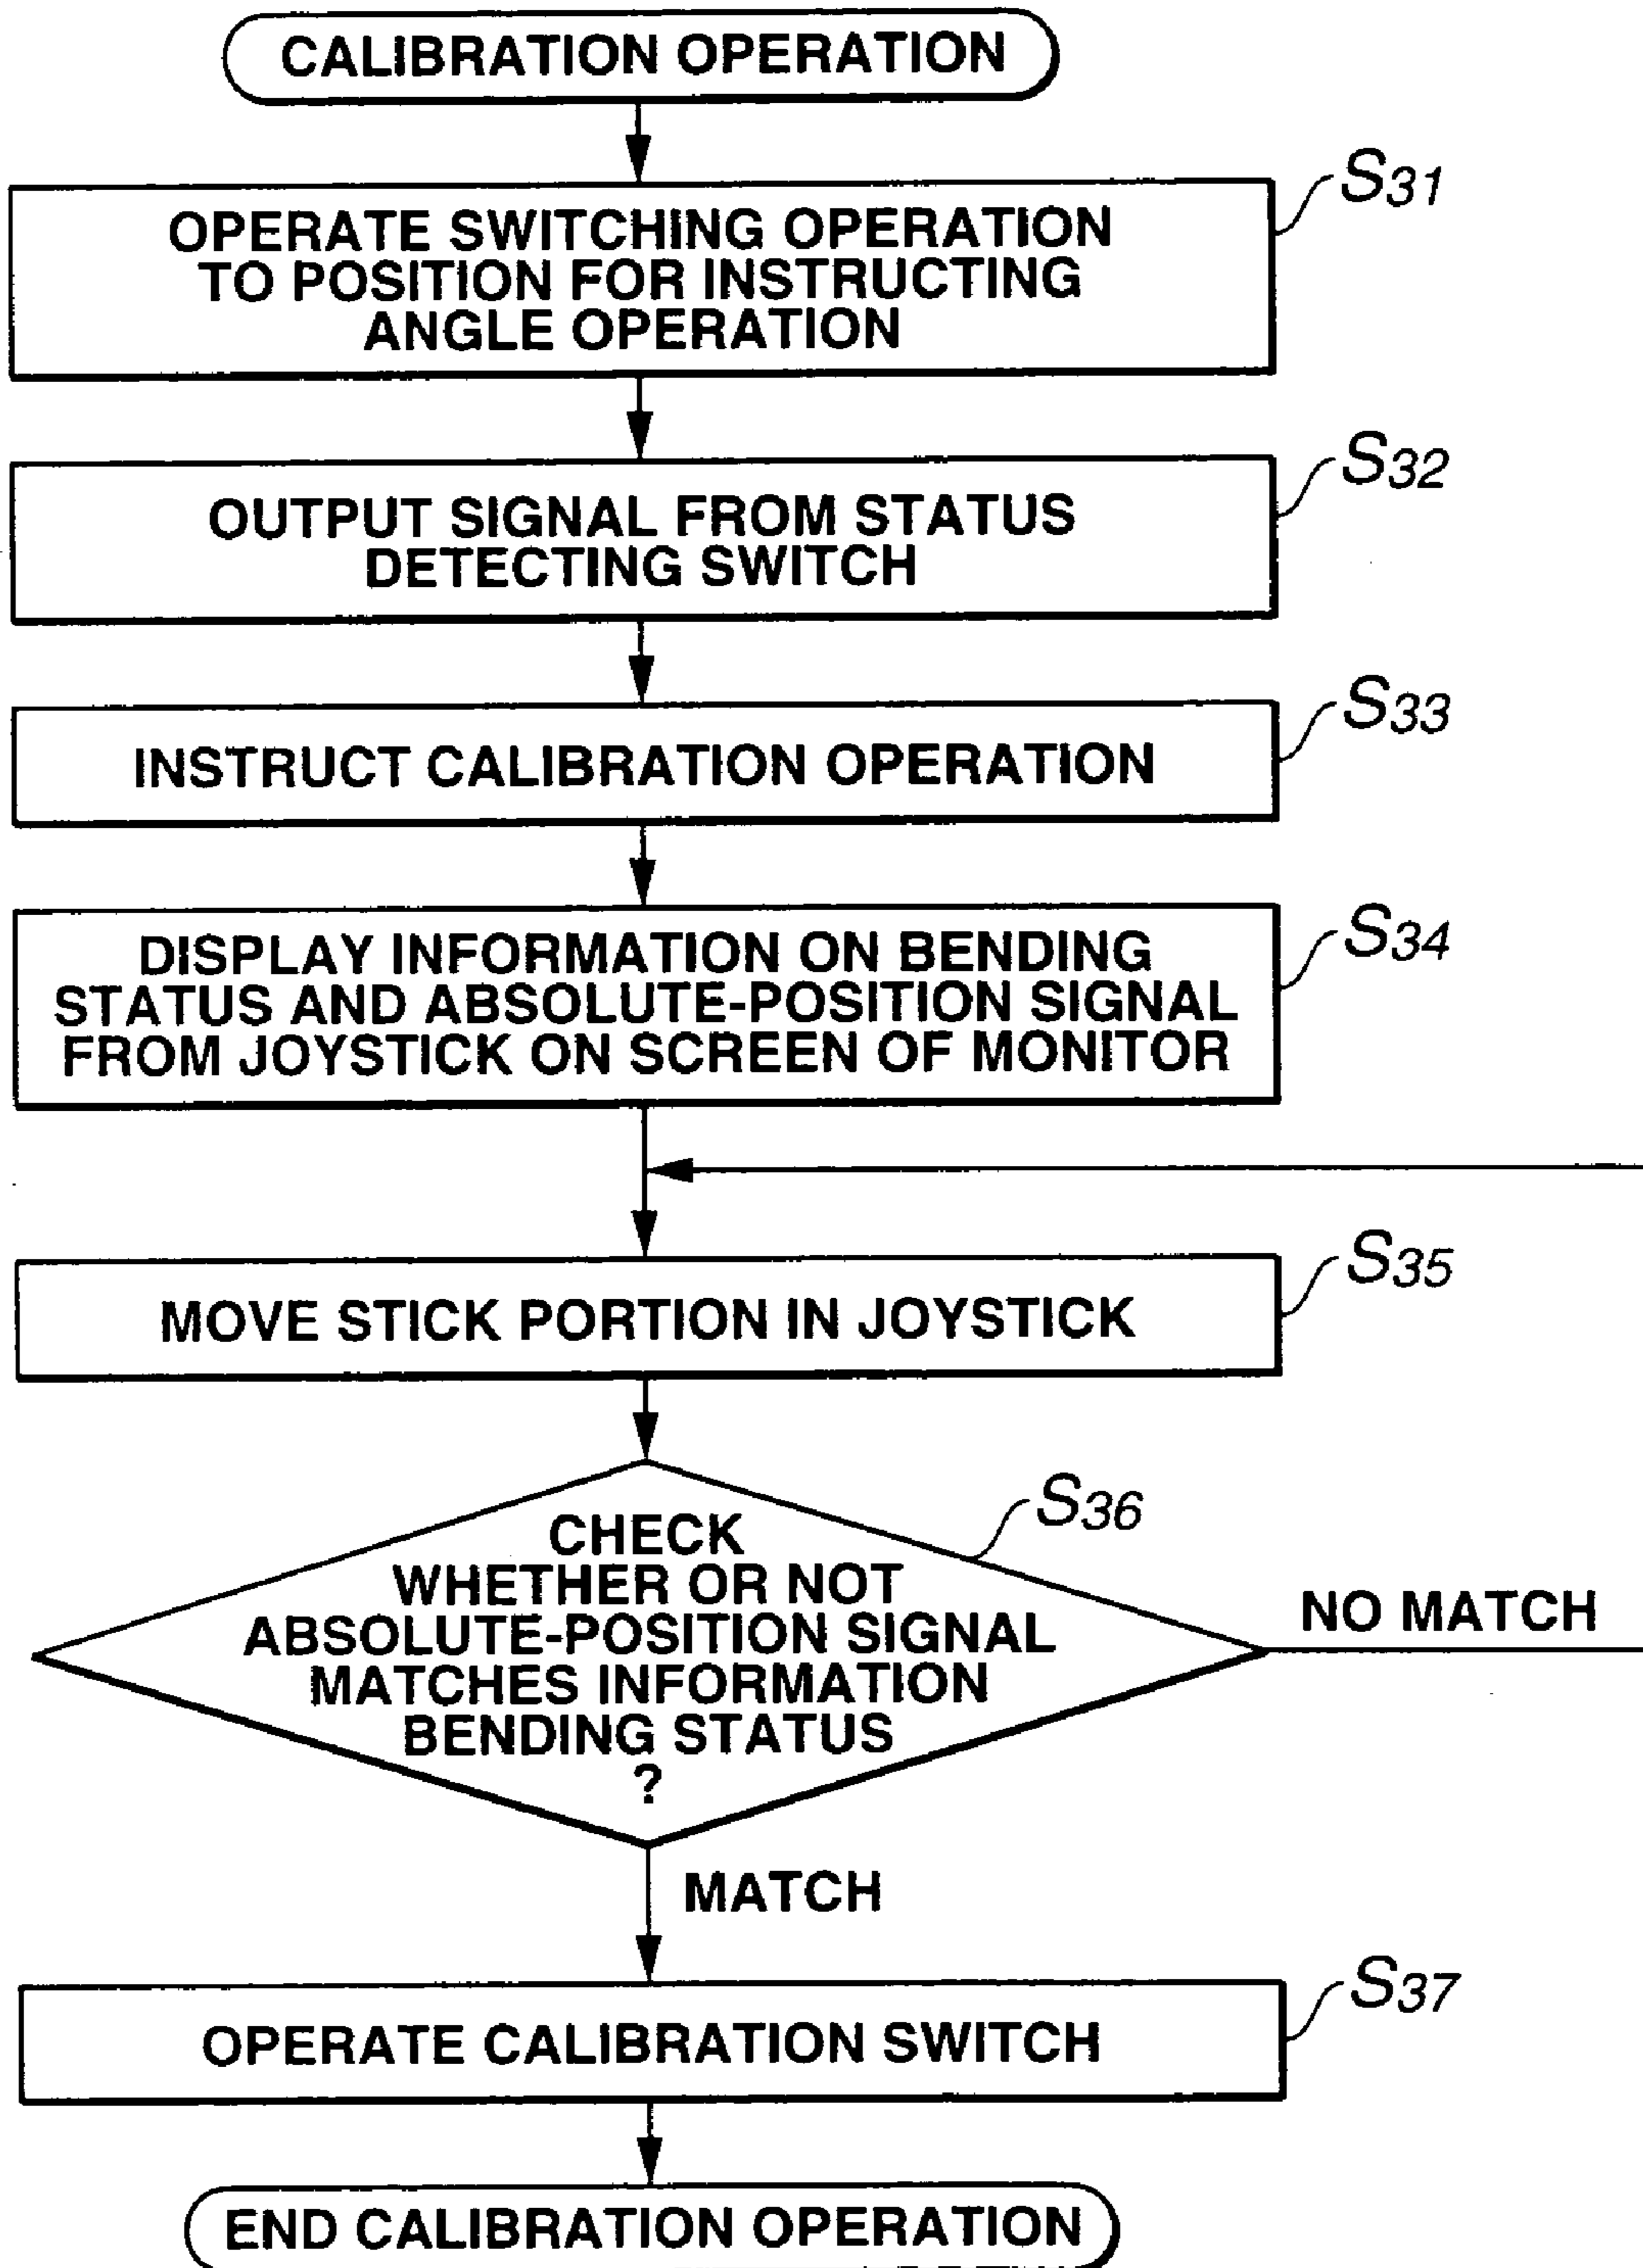 CALIBRATION OPERATION
S31
OPERATE SWITCHING OPERATION
TO POSITION FOR INSTRUCTING
ANGLE OPERATION
S32
OUTPUT SIGNAL FROM STATUS
DETECTING SWITCH
S33
INSTRUCT CALIBRATION OPERATION
S34
DISPLAY INFORMATION ON BENDING
STATUS AND ABSOLUTE-POSITION SIGNAL
FROM JOYSTICK ON SCREEN OF MONITOR
S35
MOVE STICK PORTION IN JOYSTICK
S36
CHECK
WHETHER OR NOT
ABSOLUTE-POSITION SIGNAL
MATCHES INFORMATION
BENDING STATUS
?
NO MATCH
MATCH
S37
OPERATE CALIBRATION SWITCH
END CALIBRATION OPERATION